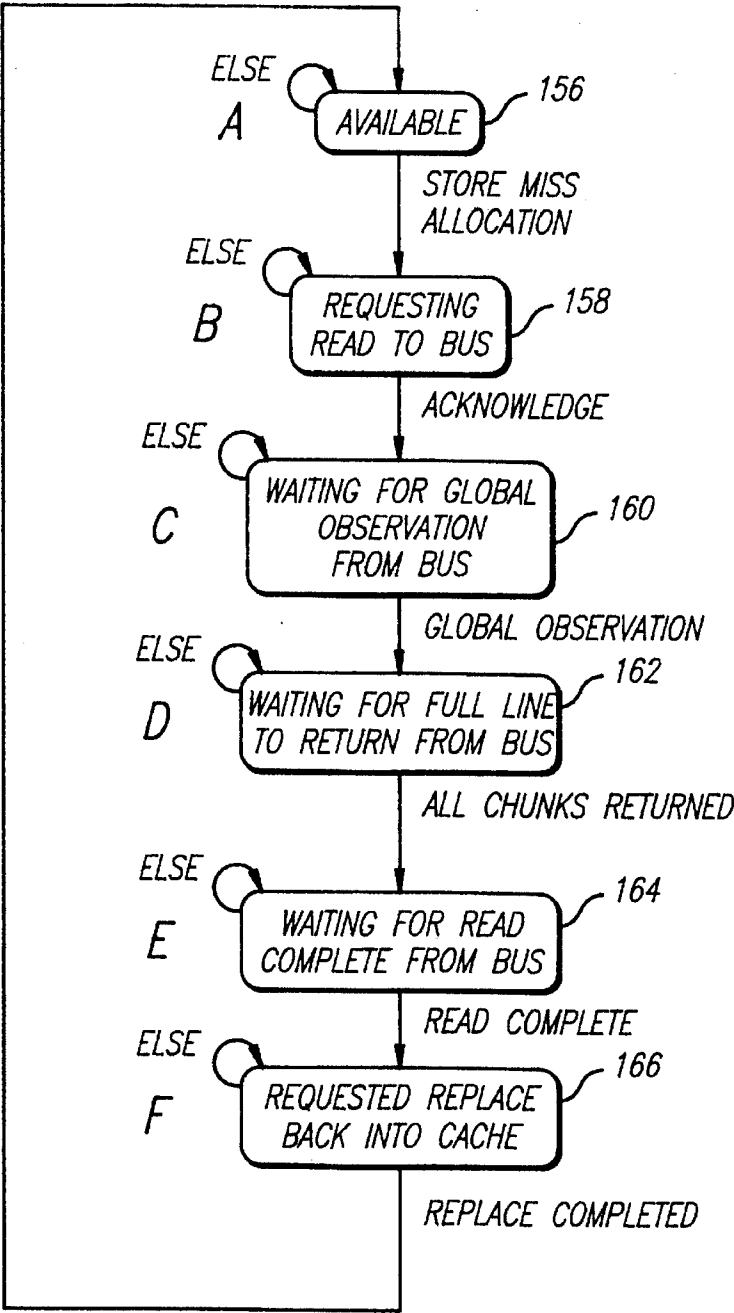 ELSE
156
A
AVAILABLE
STORE MISS
ALLOCATION
ELSE
158
B
REQUESTING
READ TO BUS
ACKNOWLEDGE
ELSE
C
WAITING FOR GLOBAL
OBSERVATION
FROM BUS
160
GLOBAL OBSERVATION
ELSE
162
D
WAITING FOR FULL LINE
TO RETURN FROM BUS
ALL CHUNKS RETURNED
ELSE
164
E
WAITING FOR READ
COMPLETE FROM BUS
READ COMPLETE
ELSE
166
F
REQUESTED REPLACE
BACK INTO CACHE
REPLACE COMPLETED